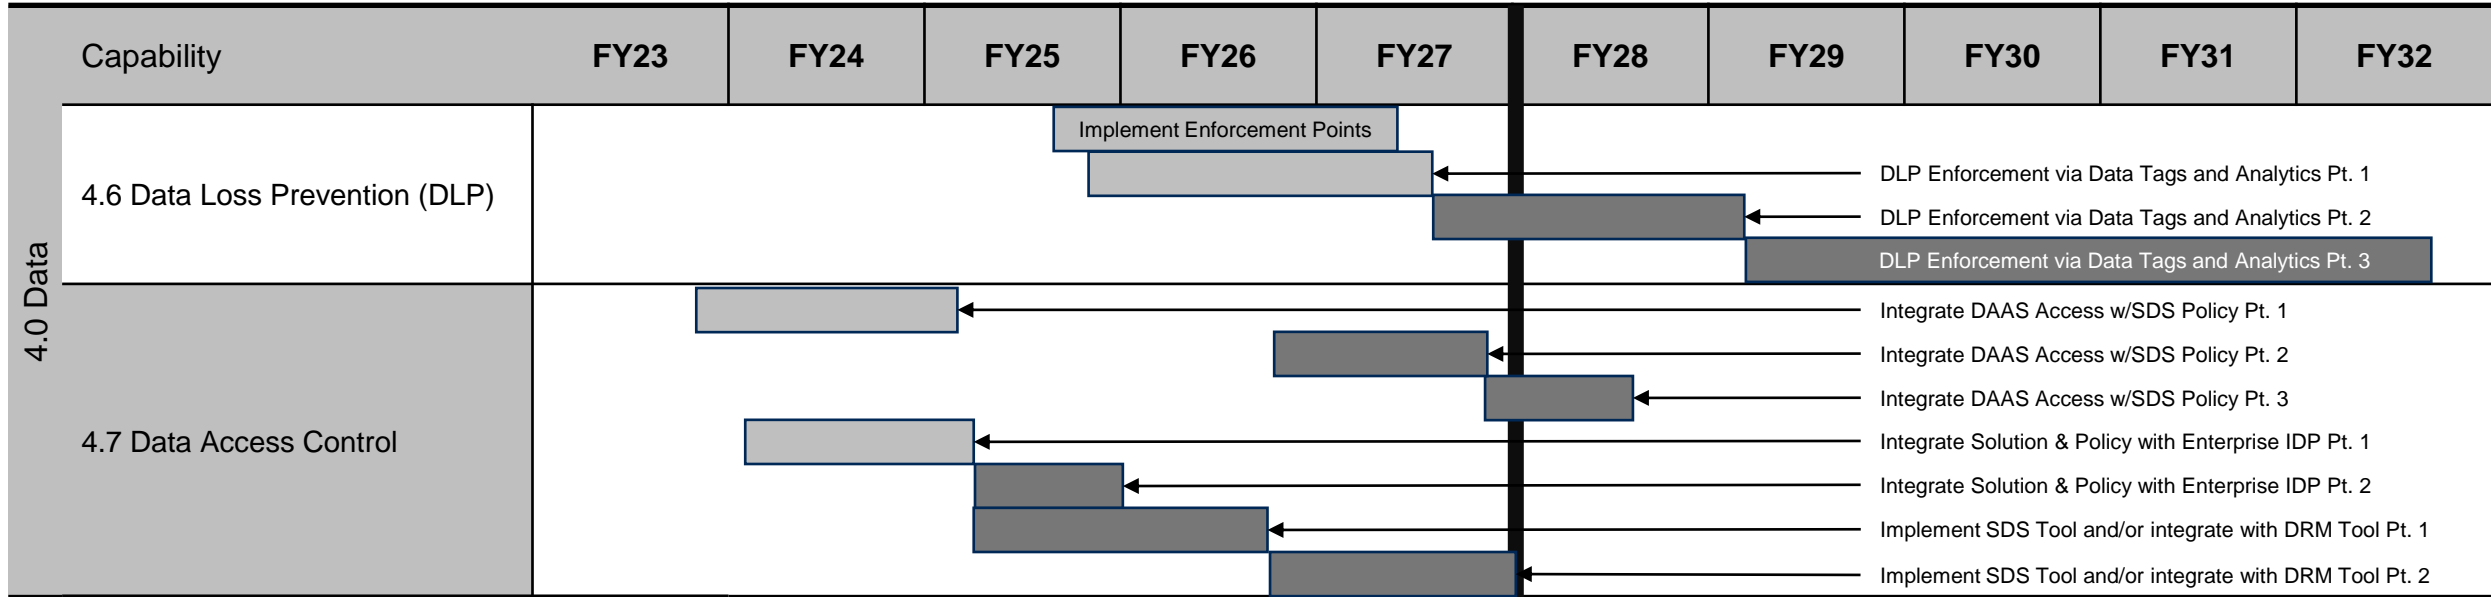 Capability
FY23
FY24
FY25
FY26
FY27
FY28
FY29
FY30
FY31
FY32
4.0 Data
4.6 Data Loss Prevention (DLP)
Implement Enforcement Points
DLP Enforcement via Data Tags and Analytics Pt. 1
DLP Enforcement via Data Tags and Analytics Pt. 2
DLP Enforcement via Data Tags and Analytics Pt. 3
4.7 Data Access Control
Integrate DAAS Access w/SDS Policy Pt. 1
Integrate DAAS Access w/SDS Policy Pt. 2
Integrate DAAS Access w/SDS Policy Pt. 3
Integrate Solution & Policy with Enterprise IDP Pt. 1
Integrate Solution & Policy with Enterprise IDP Pt. 2
Implement SDS Tool and/or integrate with DRM Tool Pt. 1
Implement SDS Tool and/or integrate with DRM Tool Pt. 2